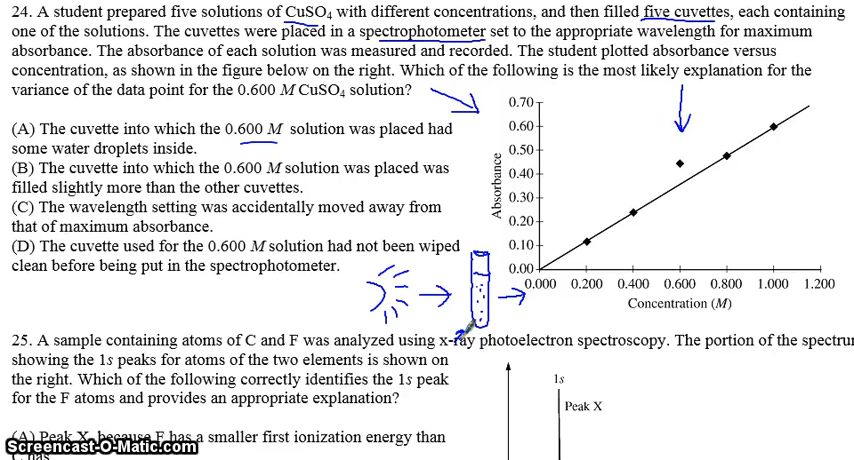 24. A student prepared five solutions of CuSO₄ with different concentrations, and then filled five cuvettes, each containing
one of the solutions. The cuvettes were placed in a spectrophotometer set to the appropriate wavelength for maximum
absorbance. The absorbance of each solution was measured and recorded. The student plotted absorbance versus
concentration, as shown in the figure below on the right. Which of the following is the most likely explanation for the
variance of the data point for the 0.600 M CuSO₄ solution?
(A) The cuvette into which the 0.600 M solution was placed had
some water droplets inside.
(B) The cuvette into which the 0.600 M solution was placed was
filled slightly more than the other cuvettes.
(C) The wavelength setting was accidentally moved away from
that of maximum absorbance.
(D) The cuvette used for the 0.600 M solution had not been wiped
clean before being put in the spectrophotometer.
0.70
0.60
0.50
0.40
0.30
0.20
0.10
0.00
Absorbance
0.000 0.200 0.400 0.600 0.800 1.000 1.200
Concentration (M)
25. A sample containing atoms of C and F was analyzed using x-ray photoelectron spectroscopy. The portion of the spectru
showing the 1s peaks for atoms of the two elements is shown on
the right. Which of the following correctly identifies the 1s peak
for the F atoms and provides an appropriate explanation?
1s
Peak X
(A) Peak X, because F has a smaller first ionization energy than
Screencast-O-Matic.com